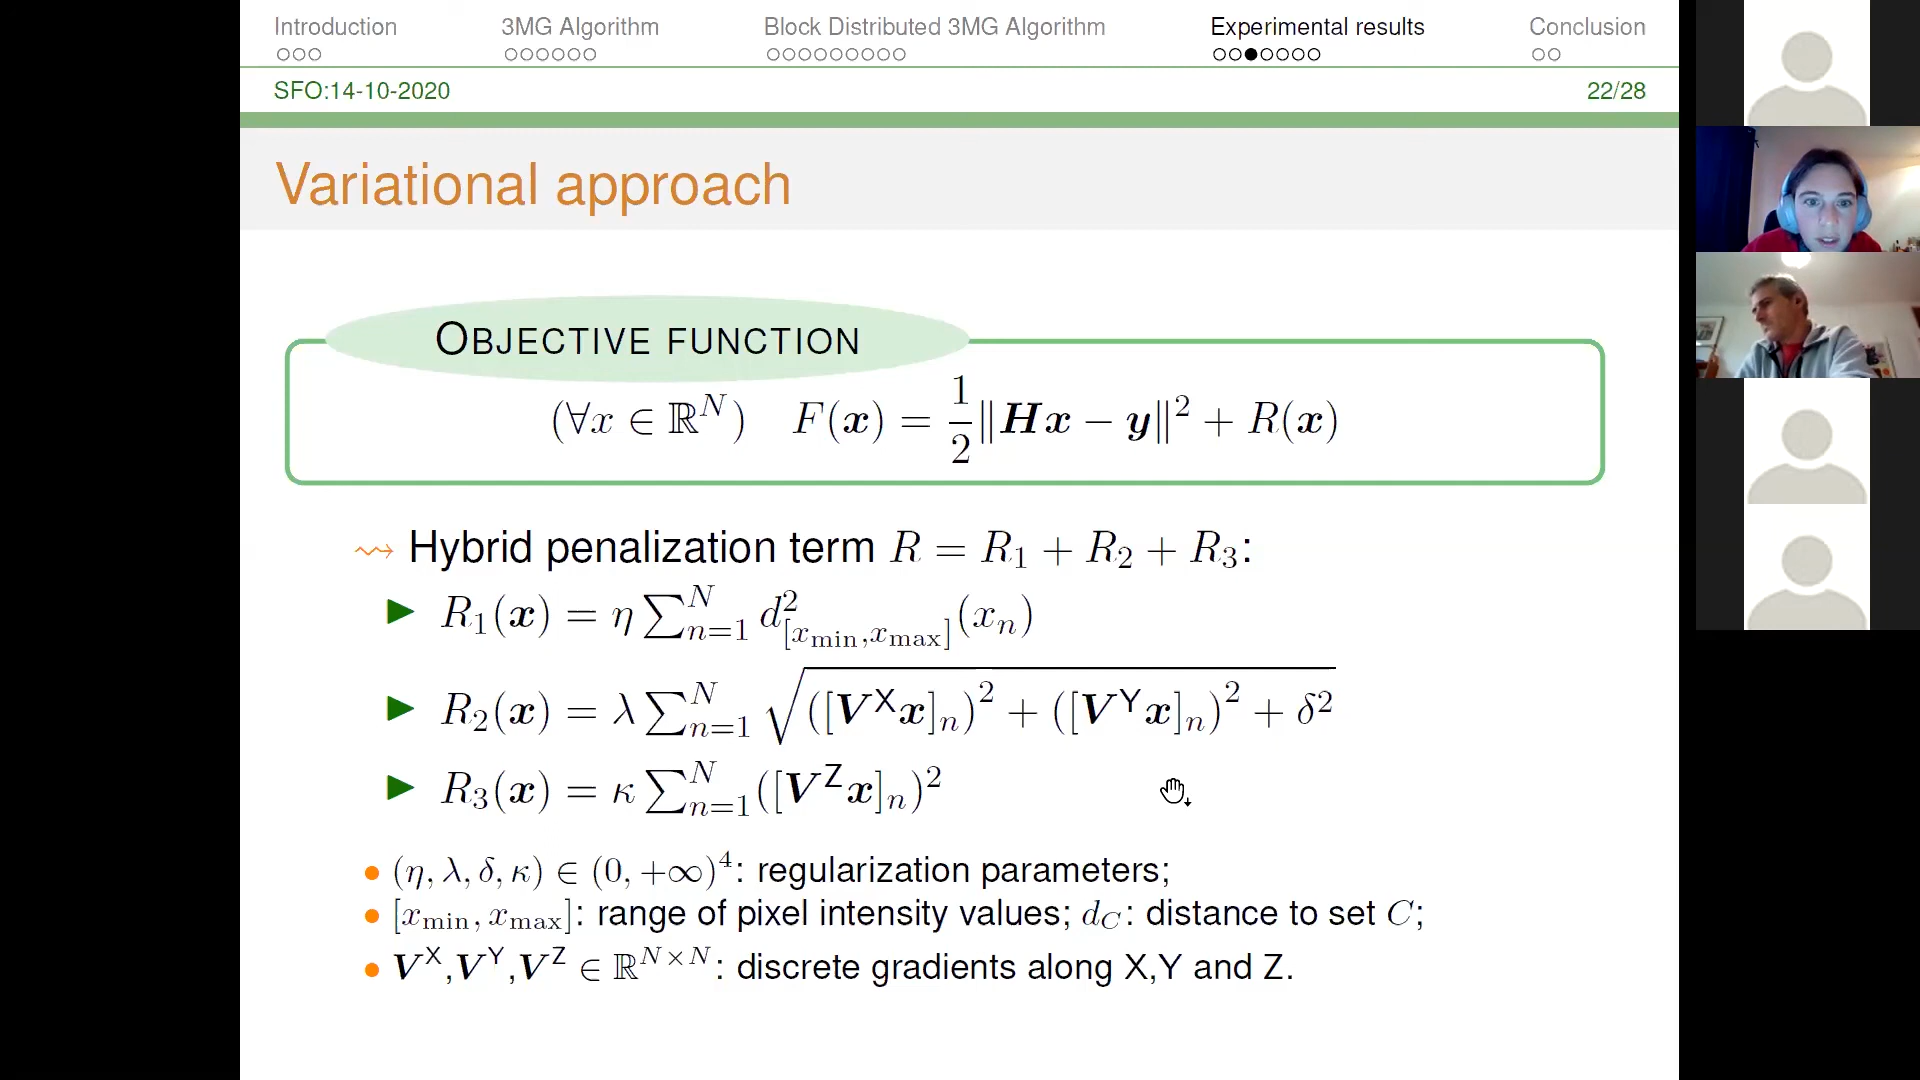 Introduction 3MG Algorithm Block Distributed 3MG Algorithm Experimental results Conclusion
SFO:14-10-2020 22/28
Variational approach
OBJECTIVE FUNCTION
(∀x ∈ ℝ^N) F(𝒙) = 1/2 ‖𝑯𝒙 − 𝒚‖² + R(𝒙)
⇝ Hybrid penalization term R = R₁ + R₂ + R₃:
▶ R₁(𝒙) = η ∑_{n=1}^{N} d²_{[x_min,x_max]}(x_n)
▶ R₂(𝒙) = λ ∑_{n=1}^{N} √(([𝑽^X 𝒙]_n)² + ([𝑽^Y 𝒙]_n)² + δ²)
▶ R₃(𝒙) = κ ∑_{n=1}^{N} ([𝑽^Z 𝒙]_n)²
• (η, λ, δ, κ) ∈ (0, +∞)⁴: regularization parameters;
• [x_min, x_max]: range of pixel intensity values; d_C: distance to set C;
• 𝑽^X,𝑽^Y,𝑽^Z ∈ ℝ^{N×N}: discrete gradients along X,Y and Z.